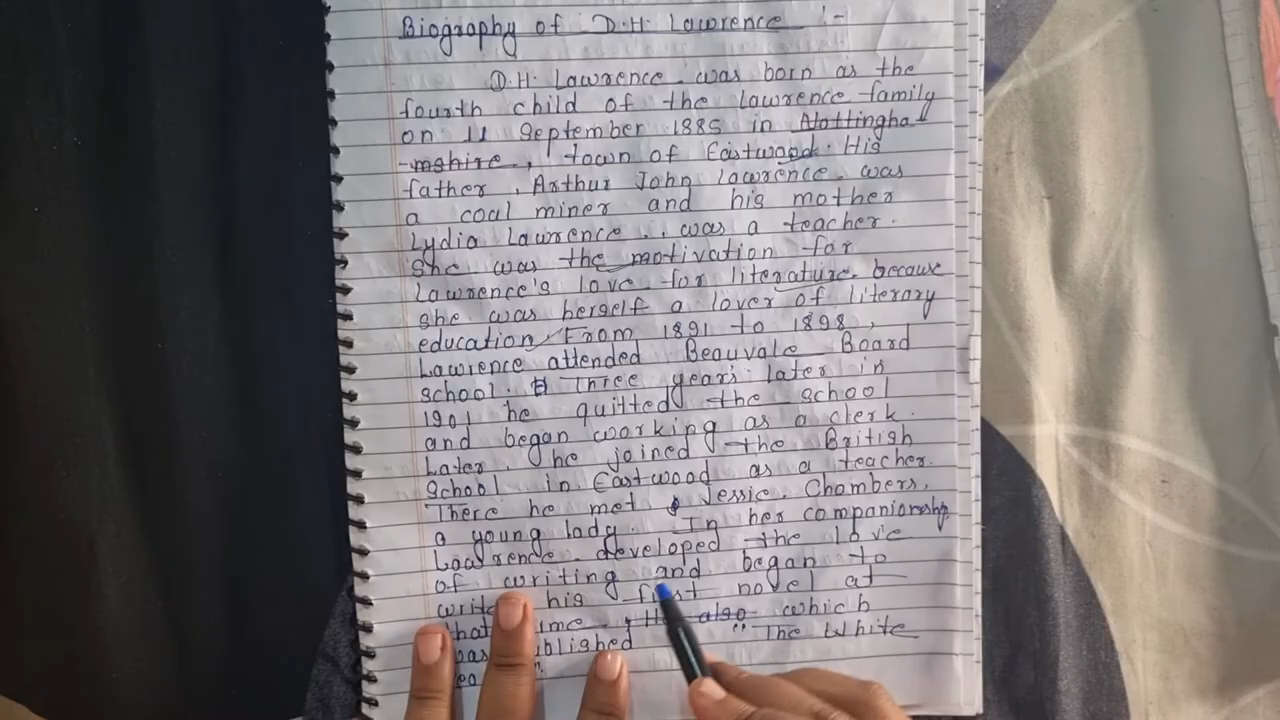 Biography of D.H. Lawrence :-
D.H. Lawrence was born as the
fourth child of the Lawrence family
on 11 September 1885 in Nottingha
-mshire, town of Eastwood. His
father, Arthur John Lawrence was
a coal miner and his mother
Lydia Lawrence, was a teacher.
She was the motivation for
Lawrence's love for literature because
she was herself a lover of literary
education. From 1891 to 1898,
Lawrence attended Beauvale Board
school. Three years later in
1901 he quitted the school
and began working as a clerk.
Later, he joined the British
School in Eastwood as a teacher.
There he met Jessie Chambers,
a young lady. In her companionship
Lawrence developed the love
of writing and began to
write his first novel at
that also which
"The White